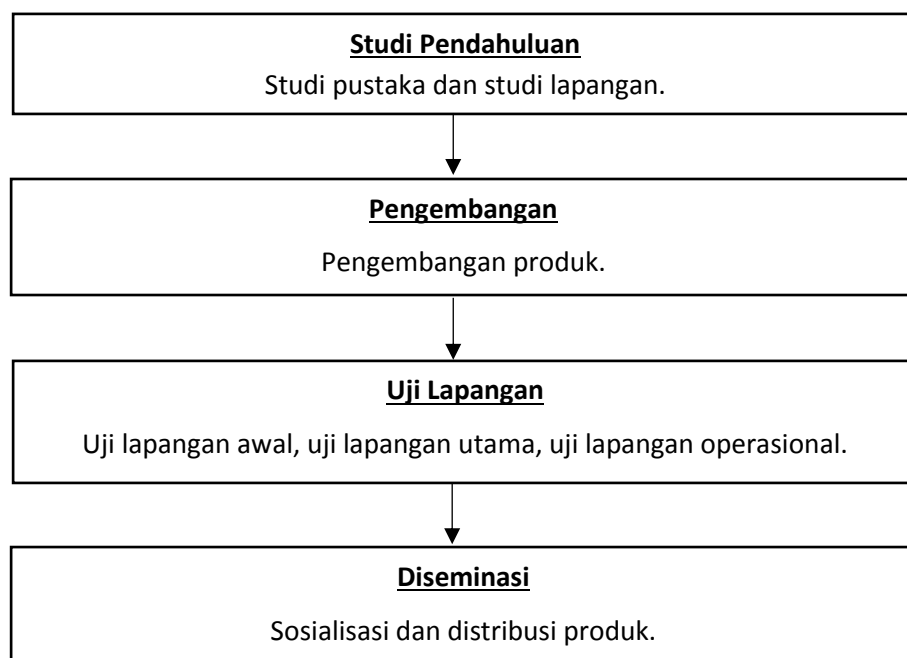 Studi Pendahuluan
Studi pustaka dan studi lapangan.
Pengembangan
Pengembangan produk.
Uji Lapangan
Uji lapangan awal, uji lapangan utama, uji lapangan operasional.
Diseminasi
Sosialisasi dan distribusi produk.